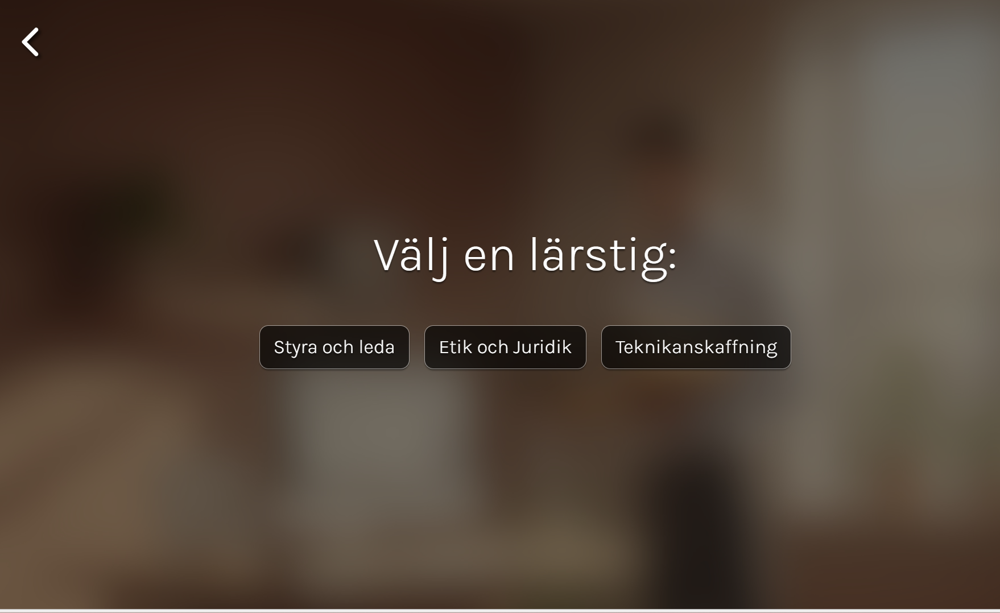 Välj en lärstig:
Styra och leda
Etik och Juridik
Teknikanskaffning